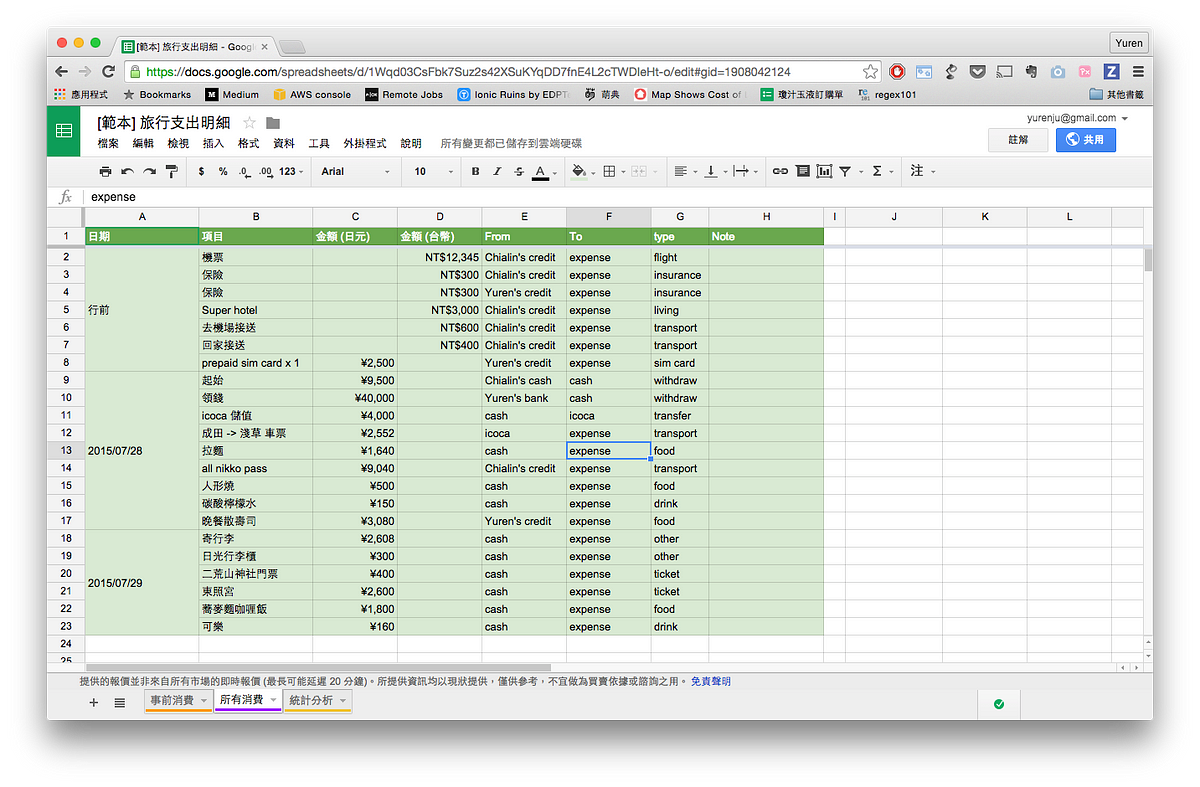 [範本] 旅行支出明細 - Googl
Yuren
https://docs.google.com/spreadsheets/d/1Wqd03CsFbk7Suz2s42XSuKYqDD7fnE4L2cTWDIeHt-o/edit#gid=1908042124
應用程式 Bookmarks Medium AWS console Remote Jobs Ionic Ruins by EDPT 萌典 Map Shows Cost of 瓊汁玉液訂購單 regex101 其他書籤
[範本] 旅行支出明細 yurenju@gmail.com
檔案 編輯 檢視 插入 格式 資料 工具 外掛程式 說明 所有變更都已儲存到雲端硬碟 註解 共用
$ % .0 .00 123 Arial 10 B I S A Σ 注
fx expense
A B C D E F G H I J K L
1 日期 項目 金額 (日元) 金額 (台幣) From To type Note
2 機票 NT$12,345 Chialin's credit expense flight
3 保險 NT$300 Chialin's credit expense insurance
4 保險 NT$300 Yuren's credit expense insurance
5 行前 Super hotel NT$3,000 Chialin's credit expense living
6 去機場接送 NT$600 Chialin's credit expense transport
7 回家接送 NT$400 Chialin's credit expense transport
8 prepaid sim card x 1 ¥2,500 Yuren's credit expense sim card
9 起始 ¥9,500 Chialin's cash cash withdraw
10 領錢 ¥40,000 Yuren's bank cash withdraw
11 icoca 儲值 ¥4,000 cash icoca transfer
12 成田 -> 淺草 車票 ¥2,552 icoca expense transport
13 2015/07/28 拉麵 ¥1,640 cash expense food
14 all nikko pass ¥9,040 Chialin's credit expense transport
15 人形燒 ¥500 cash expense food
16 碳酸檸檬水 ¥150 cash expense drink
17 晚餐散壽司 ¥3,080 Yuren's credit expense food
18 寄行李 ¥2,608 cash expense other
19 日光行李櫃 ¥300 cash expense other
20 二荒山神社門票 ¥400 cash expense ticket
21 2015/07/29 東照宮 ¥2,600 cash expense ticket
22 蕎麥麵咖喱飯 ¥1,800 cash expense food
23 可樂 ¥160 cash expense drink
24
25
提供的報價並非來自所有市場的即時報價 (最長可能延遲 20 分鐘)。所提供資訊均以現狀提供，僅供參考，不宜做為買賣依據或諮詢之用。 免責聲明
+ 事前消費 所有消費 統計分析